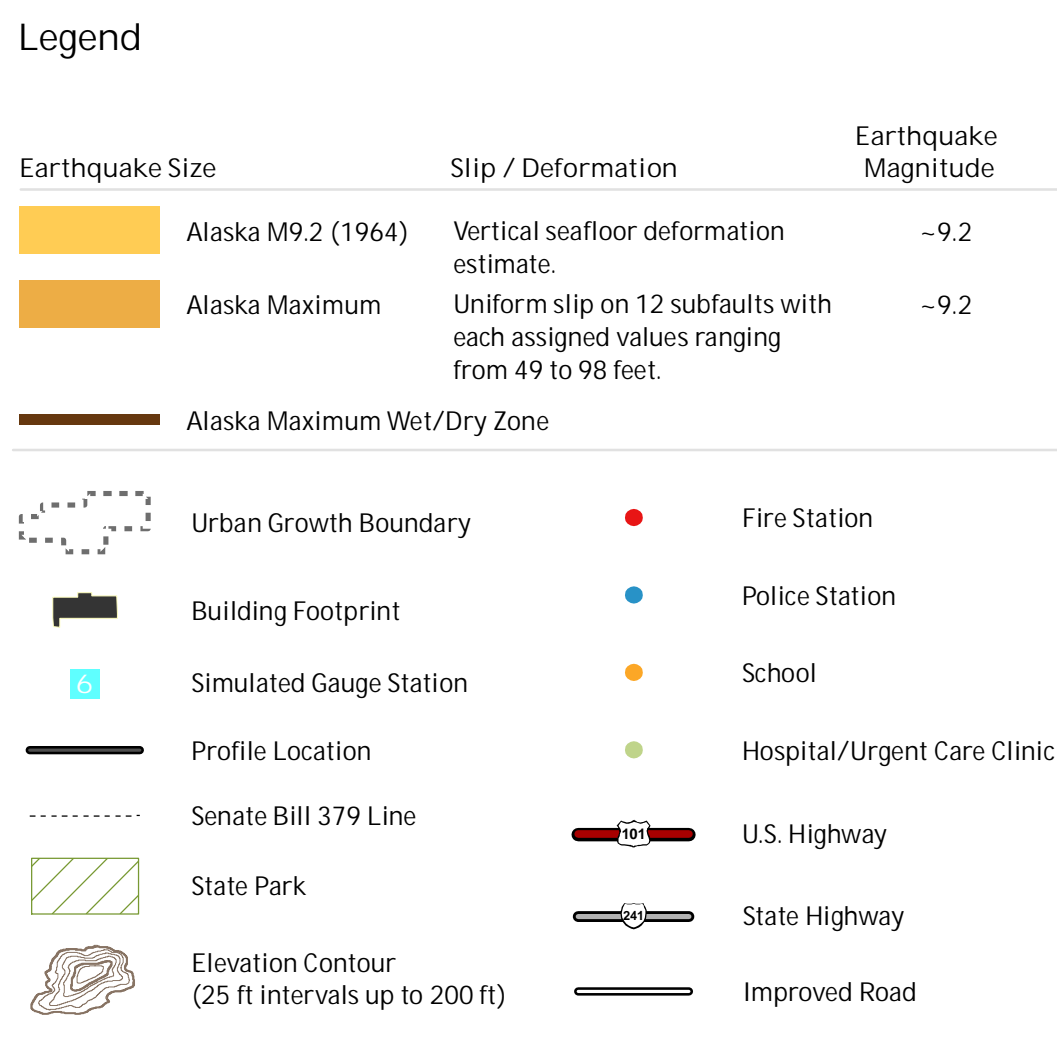 Legend
Earthquake Size
Slip / Deformation
Earthquake
Magnitude
Alaska M9.2 (1964)
Vertical seafloor deformation
estimate.
~9.2
Alaska Maximum
Uniform slip on 12 subfaults with
each assigned values ranging
from 49 to 98 feet.
~9.2
Alaska Maximum Wet/Dry Zone
Urban Growth Boundary
Building Footprint
6
Simulated Gauge Station
Profile Location
Senate Bill 379 Line
State Park
Elevation Contour
(25 ft intervals up to 200 ft)
Fire Station
Police Station
School
Hospital/Urgent Care Clinic
101
U.S. Highway
241
State Highway
Improved Road